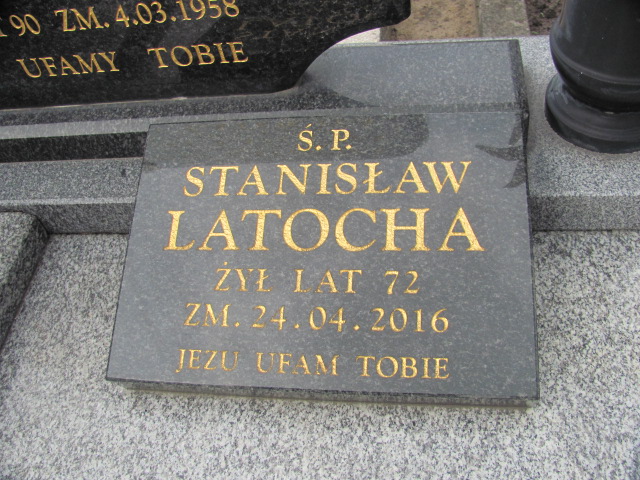 90 ZM. 4.03.1958
UFAMY TOBIE
Ś.P.
STANISŁAW
LATOCHA
ŻYŁ LAT 72
ZM. 24.04.2016
JEZU UFAM TOBIE